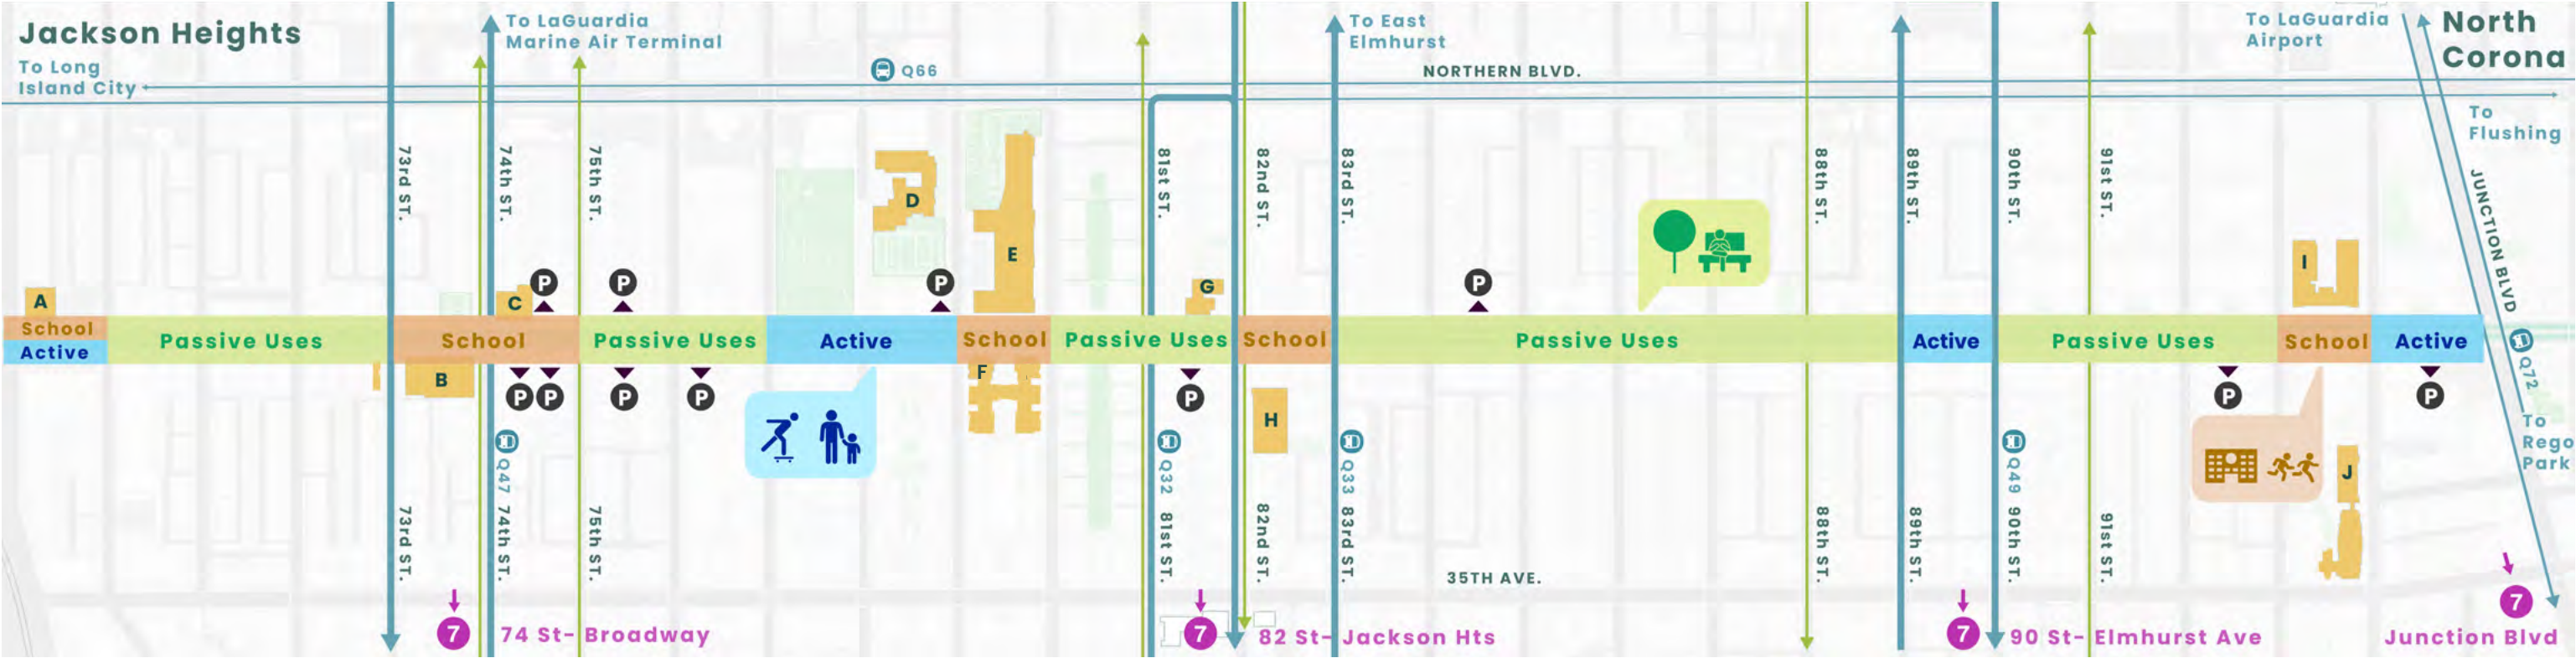 Jackson Heights
To Long
Island City
To LaGuardia
Marine Air Terminal
Q66
To East
Elmhurst
NORTHERN BLVD.
To LaGuardia
Airport
North
Corona
To
Flushing
73rd ST.
74th ST.
75th ST.
81st ST.
82nd ST.
83rd ST.
88th ST.
89th ST.
90th ST.
91st ST.
JUNCTION BLVD
A
C
D
E
G
I
P
P
P
P
School
Active
Passive Uses
School
Passive Uses
Active
School
Passive Uses
School
Passive Uses
Active
Passive Uses
School
Active
B
F
H
J
P
P
P
P
P
P
P
Q47
Q32
Q33
Q49
Q72
To
Rego
Park
73rd ST.
74th ST.
75th ST.
81st ST.
82nd ST.
83rd ST.
88th ST.
89th ST.
90th ST.
91st ST.
35TH AVE.
7
74 St- Broadway
7
82 St- Jackson Hts
7
90 St- Elmhurst Ave
7
Junction Blvd